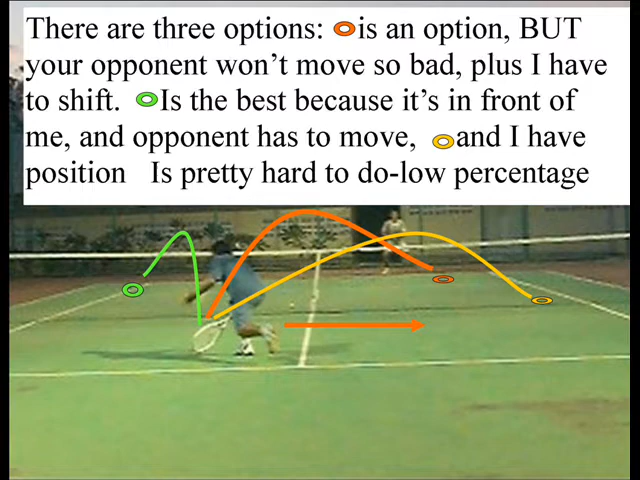 There are three options: is an option, BUT
your opponent won't move so bad, plus I have
to shift. Is the best because it's in front of
me, and opponent has to move, and I have
position Is pretty hard to do-low percentage